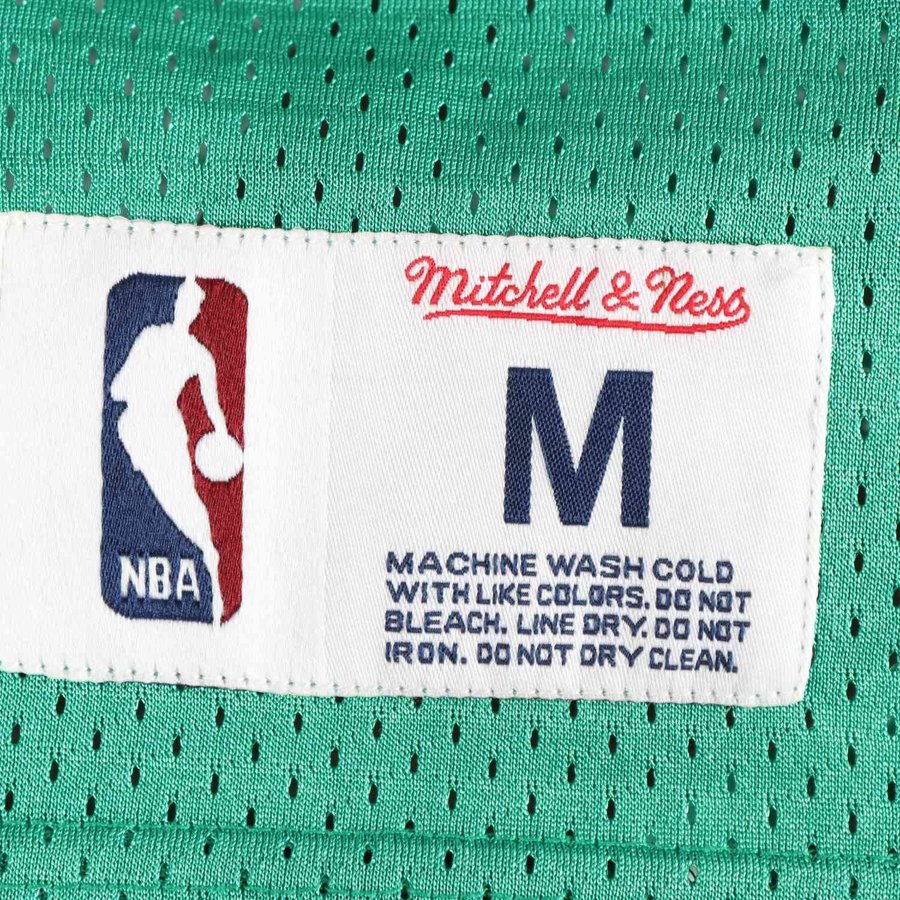 NBA
Mitchell & Ness
M
MACHINE WASH COLD
WITH LIKE COLORS. DO NOT
BLEACH. LINE DRY. DO NOT
IRON. DO NOT DRY CLEAN.